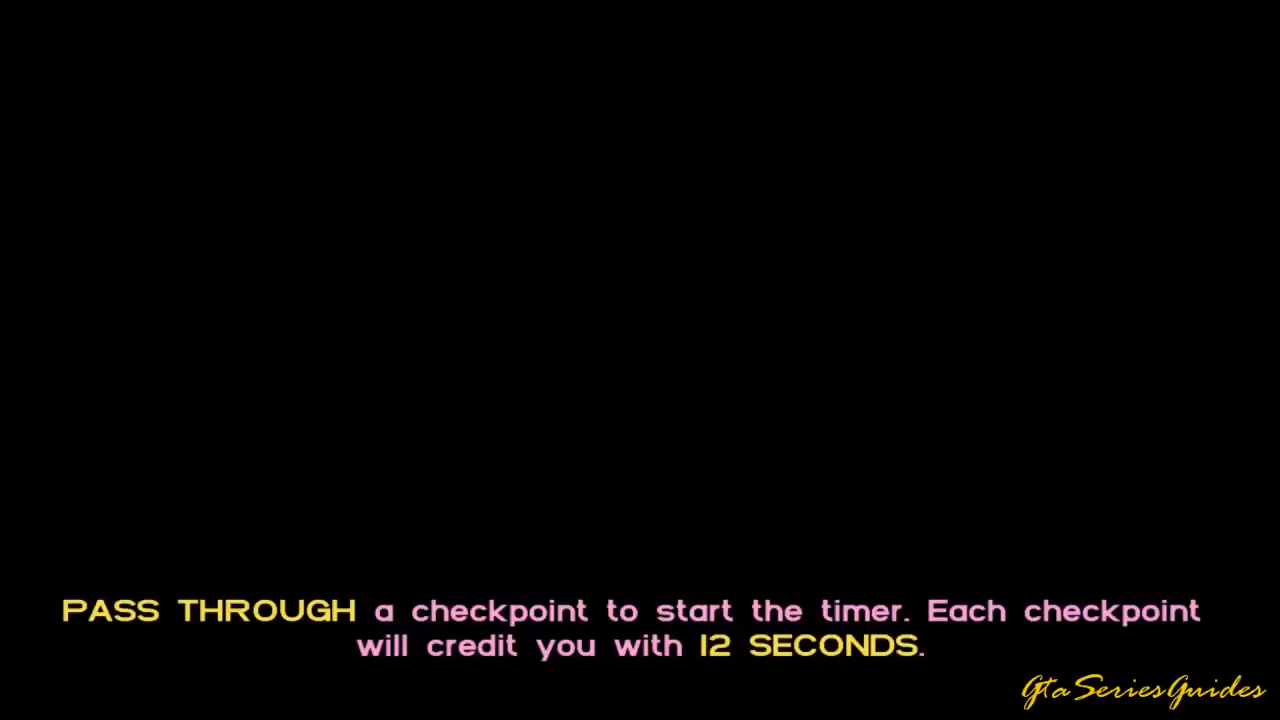 PASS THROUGH a checkpoint to start the timer. Each checkpoint
will credit you with 12 SECONDS.
GtaSeriesGuides